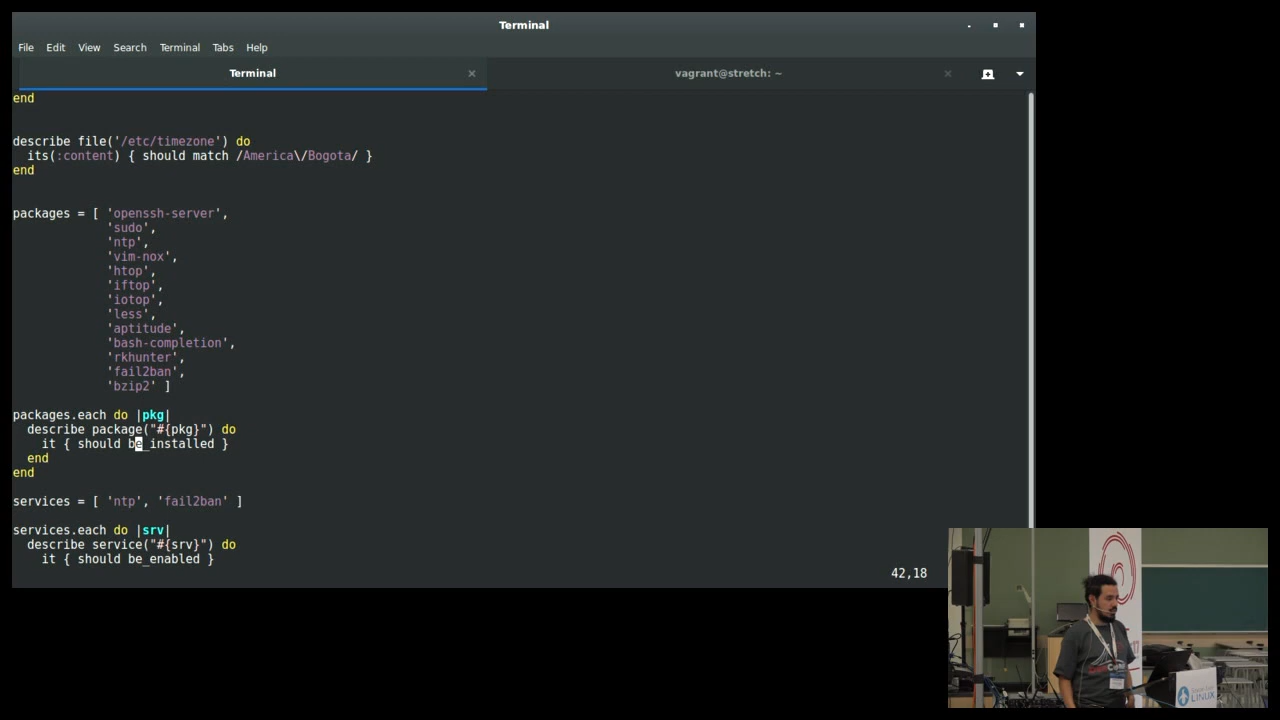 Terminal
File Edit View Search Terminal Tabs Help
Terminal
vagrant@stretch: ~
end
describe file('/etc/timezone') do
  its(:content) { should match /America\/Bogota/ }
end
packages = [ 'openssh-server',
             'sudo',
             'ntp',
             'vim-nox',
             'htop',
             'iftop',
             'iotop',
             'less',
             'aptitude',
             'bash-completion',
             'rkhunter',
             'fail2ban',
             'bzip2' ]
packages.each do |pkg|
  describe package("#{pkg}") do
    it { should be_installed }
  end
end
services = [ 'ntp', 'fail2ban' ]
services.each do |srv|
  describe service("#{srv}") do
    it { should be_enabled }
42,18
LINUX